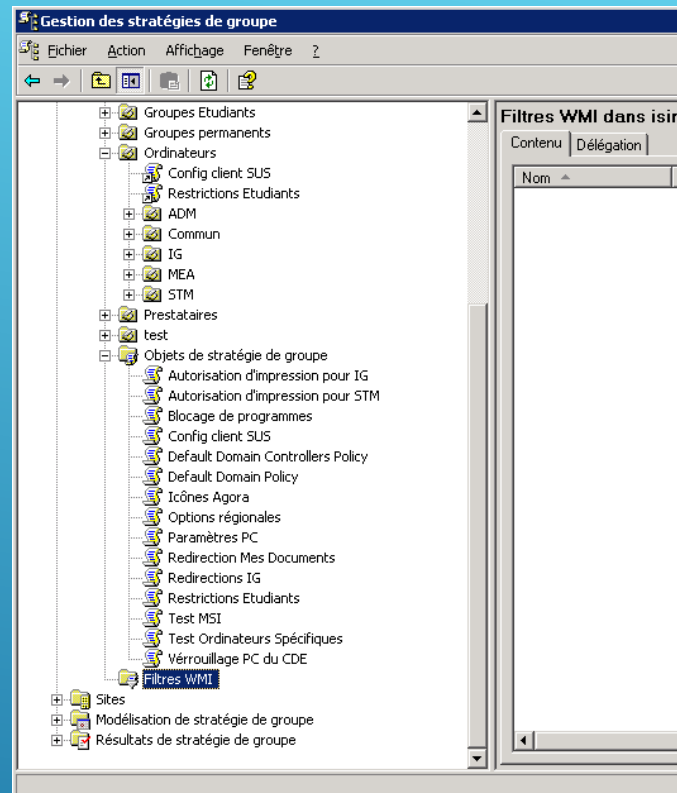 Gestion des stratégies de groupe
Fichier Action Affichage Fenêtre ?
Groupes Etudiants
Groupes permanents
Ordinateurs
Config client SUS
Restrictions Etudiants
ADM
Commun
IG
MEA
STM
Prestataires
test
Objets de stratégie de groupe
Autorisation d'impression pour IG
Autorisation d'impression pour STM
Blocage de programmes
Config client SUS
Default Domain Controllers Policy
Default Domain Policy
Icônes Agora
Options régionales
Paramètres PC
Redirection Mes Documents
Redirections IG
Restrictions Etudiants
Test MSI
Test Ordinateurs Spécifiques
Vérrouillage PC du CDE
Filtres WMI
Sites
Modélisation de stratégie de groupe
Résultats de stratégie de groupe
Filtres WMI dans
Contenu Délégation
Nom